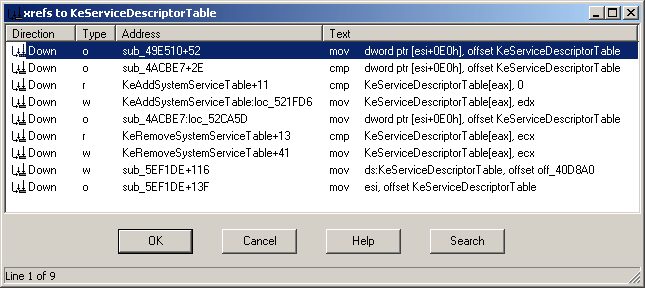 xrefs to KeServiceDescriptorTable
Direction Type Address Text
Down o sub_49E510+52 mov dword ptr [esi+0E0h], offset KeServiceDescriptorTable
Down o sub_4ACBE7+2E cmp dword ptr [esi+0E0h], offset KeServiceDescriptorTable
Down r KeAddSystemServiceTable+11 cmp KeServiceDescriptorTable[eax], 0
Down w KeAddSystemServiceTable:loc_521FD6 mov KeServiceDescriptorTable[eax], edx
Down o sub_4ACBE7:loc_52CA5D mov dword ptr [esi+0E0h], offset KeServiceDescriptorTable
Down r KeRemoveSystemServiceTable+13 cmp KeServiceDescriptorTable[eax], ecx
Down w KeRemoveSystemServiceTable+41 mov KeServiceDescriptorTable[eax], ecx
Down w sub_5EF1DE+116 mov ds:KeServiceDescriptorTable, offset off_40D8A0
Down o sub_5EF1DE+13F mov esi, offset KeServiceDescriptorTable
OK Cancel Help Search
Line 1 of 9